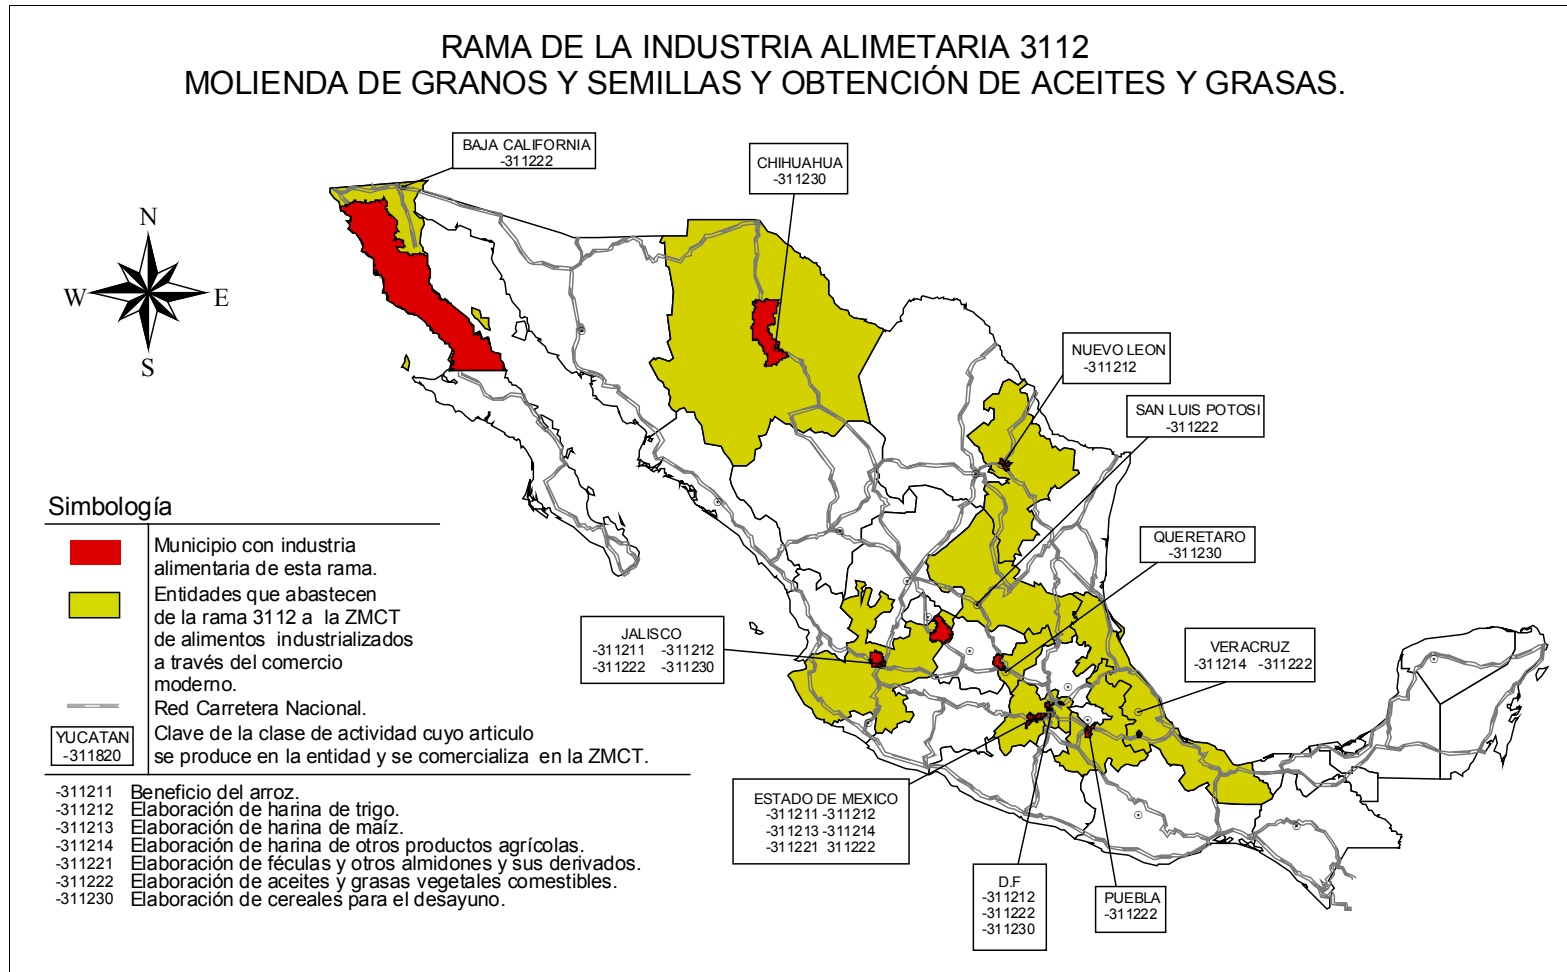 RAMA DE LA INDUSTRIA ALIMETARIA 3112
MOLIENDA DE GRANOS Y SEMILLAS Y OBTENCIÓN DE ACEITES Y GRASAS.
BAJA CALIFORNIA
-311222
CHIHUAHUA
-311230
N
W
E
S
NUEVO LEON
-311212
SAN LUIS POTOSI
-311222
QUERETARO
-311230
JALISCO
-311211 -311212
-311222 -311230
VERACRUZ
-311214 -311222
ESTADO DE MEXICO
-311211 -311212
-311213 -311214
-311221 311222
D.F
-311212
-311222
-311230
PUEBLA
-311222
Simbología
Municipio con industria
alimentaria de esta rama.
Entidades que abastecen
de la rama 3112 a la ZMCT
de alimentos industrializados
a través del comercio
moderno.
Red Carretera Nacional.
YUCATAN
-311820
Clave de la clase de actividad cuyo articulo
se produce en la entidad y se comercializa en la ZMCT.
-311211 Beneficio del arroz.
-311212 Elaboración de harina de trigo.
-311213 Elaboración de harina de maíz.
-311214 Elaboración de harina de otros productos agrícolas.
-311221 Elaboración de féculas y otros almidones y sus derivados.
-311222 Elaboración de aceites y grasas vegetales comestibles.
-311230 Elaboración de cereales para el desayuno.